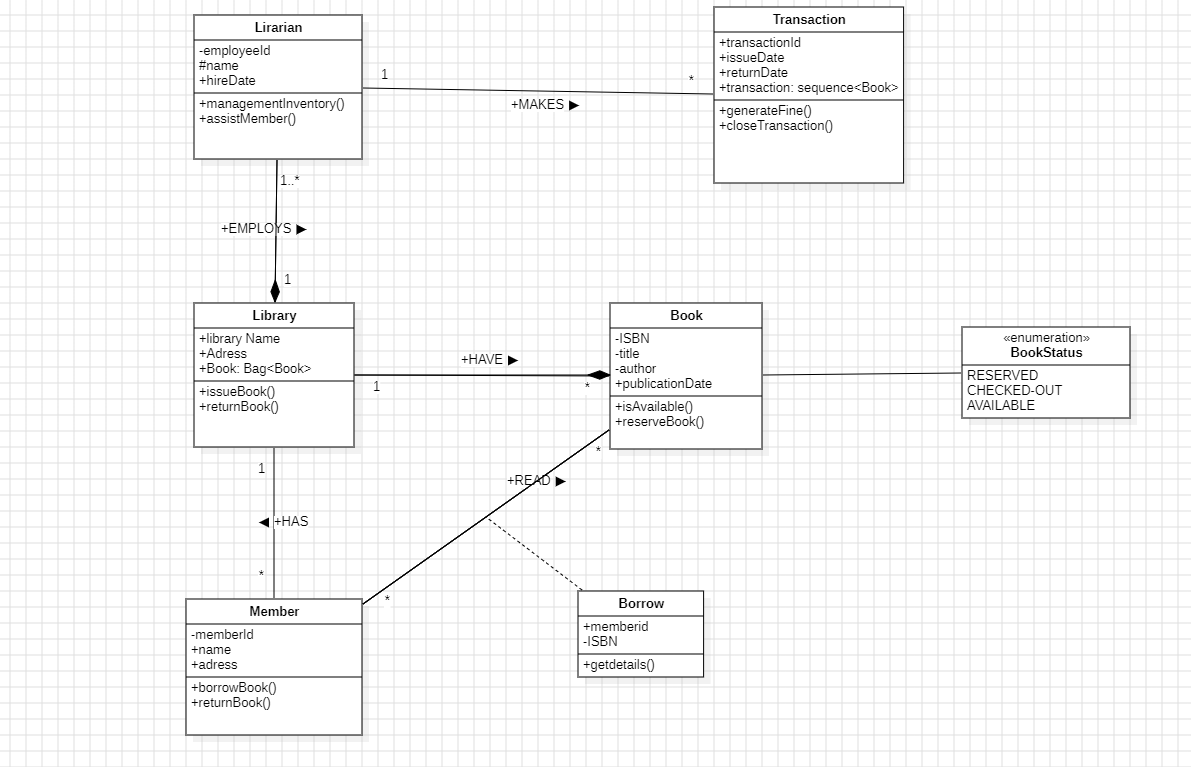 Lirarian
-employeeId
#name
+hireDate
+managementInventory()
+assistMember()
1
*
+MAKES ►
Transaction
+transactionId
+issueDate
+returnDate
+transaction: sequence<Book>
+generateFine()
+closeTransaction()
1..*
+EMPLOYS ►
1
Library
+library Name
+Adress
+Book: Bag<Book>
+issueBook()
+returnBook()
+HAVE ►
1
*
Book
-ISBN
-title
-author
+publicationDate
+isAvailable()
+reserveBook()
«enumeration»
BookStatus
RESERVED
CHECKED-OUT
AVAILABLE
1
◄ +HAS
*
*
+READ ►
*
Member
-memberId
+name
+adress
+borrowBook()
+returnBook()
Borrow
+memberid
-ISBN
+getdetails()